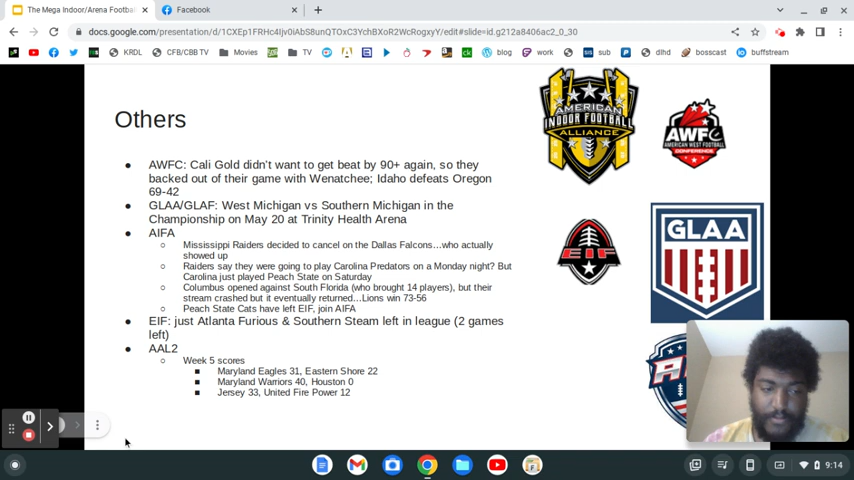 The Mega Indoor/Arena Footba
Facebook
docs.google.com/presentation/d/1CXEp1FRHc4Ijv0iAbS8unQTOxC3YchBXoR2WcRogxyY/edit#slide=id.g212a8406ac2_0_30
KRDL
CFB/CBB TV
Movies
TV
blog
work
sub
dlhd
bosscast
buffstream
Others
AMERICAN
INDOOR FOOTBALL
ALLIANCE
AWFC
AMERICAN WEST FOOTBALL
CONFERENCE
● AWFC: Cali Gold didn't want to get beat by 90+ again, so they
backed out of their game with Wenatchee; Idaho defeats Oregon
69-42
● GLAA/GLAF: West Michigan vs Southern Michigan in the
Championship on May 20 at Trinity Health Arena
● AIFA
○ Mississippi Raiders decided to cancel on the Dallas Falcons…who actually
showed up
○ Raiders say they were going to play Carolina Predators on a Monday night? But
Carolina just played Peach State on Saturday
○ Columbus opened against South Florida (who brought 14 players), but their
stream crashed but it eventually returned…Lions win 73-56
○ Peach State Cats have left EIF, join AIFA
● EIF: just Atlanta Furious & Southern Steam left in league (2 games
left)
● AAL2
○ Week 5 scores
■ Maryland Eagles 31, Eastern Shore 22
■ Maryland Warriors 40, Houston 0
■ Jersey 33, United Fire Power 12
GLAA
EIF
9:14